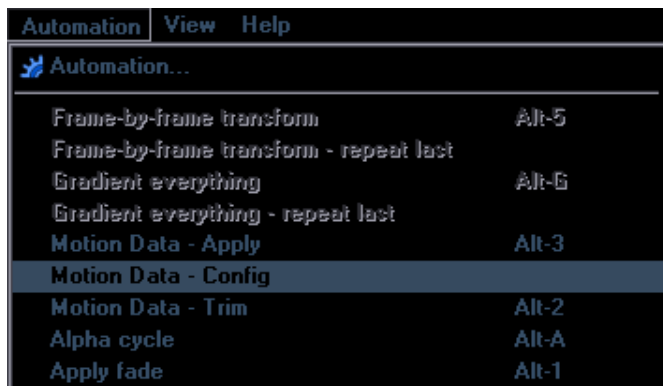 Automation View Help
Automation...
Frame-by-frame transform Alt-5
Frame-by-frame transform - repeat last
Gradient everything Alt-G
Gradient everything - repeat last
Motion Data - Apply Alt-3
Motion Data - Config
Motion Data - Trim Alt-2
Alpha cycle Alt-A
Apply fade Alt-1